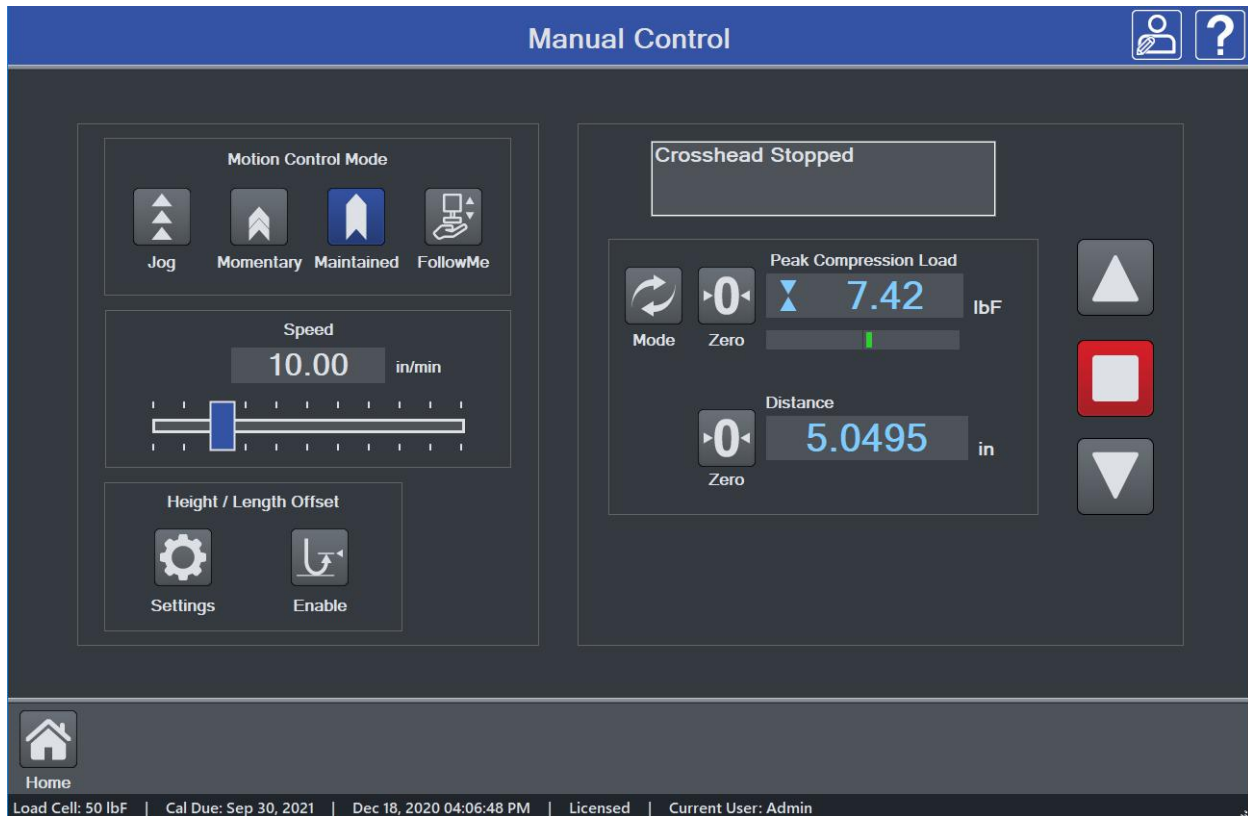 Manual Control
?
Motion Control Mode
Jog
Momentary
Maintained
FollowMe
Speed
10.00 in/min
Height / Length Offset
Settings
Enable
Crosshead Stopped
Peak Compression Load
0
7.42 lbF
Mode
Zero
Distance
0
5.0495 in
Zero
Home
Load Cell: 50 lbF | Cal Due: Sep 30, 2021 | Dec 18, 2020 04:06:48 PM | Licensed | Current User: Admin